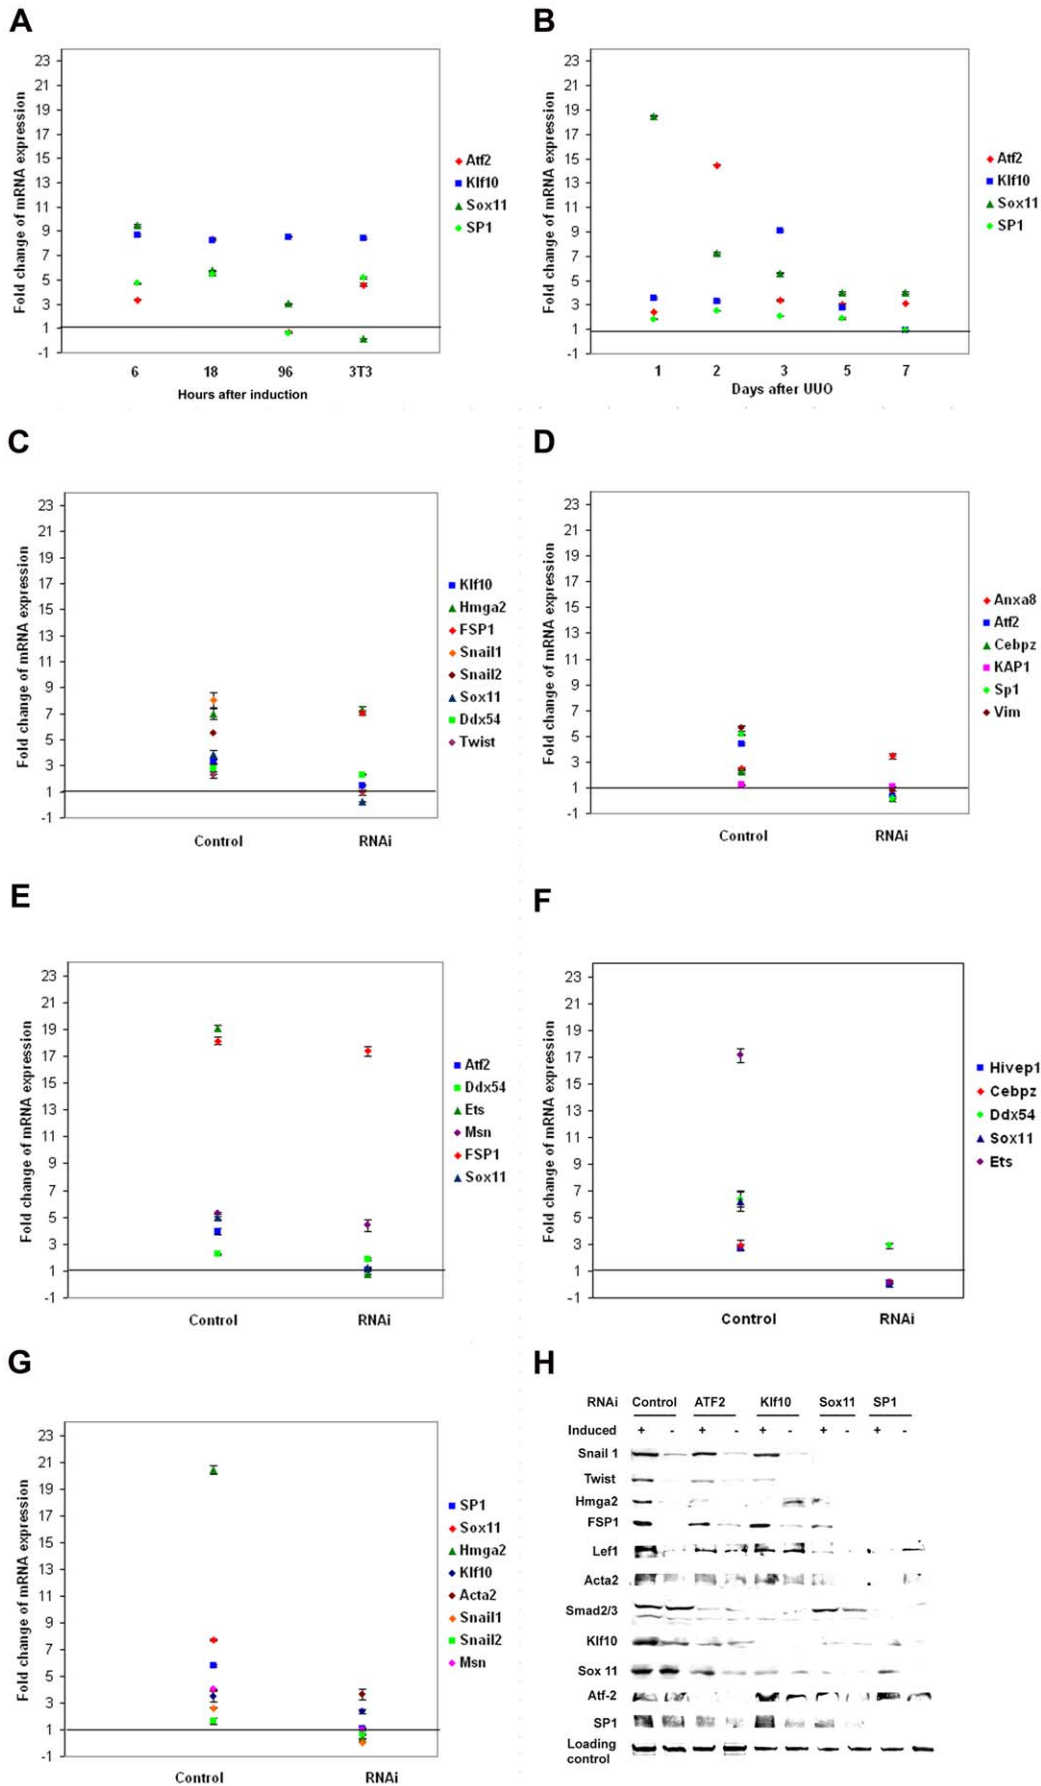 A
Fold change of mRNA expression
23
21
19
17
15
13
11
9
7
5
3
1
-1
6 18 96 3T3
Hours after induction
Atf2
Klf10
Sox11
SP1
B
Fold change of mRNA expression
23
21
19
17
15
13
11
9
7
5
3
1
-1
1 2 3 5 7
Days after UUO
Atf2
Klf10
Sox11
SP1
C
Fold change of mRNA expression
23
21
19
17
15
13
11
9
7
5
3
1
-1
Control RNAi
Klf10
Hmga2
FSP1
Snail1
Snail2
Sox11
Ddx54
Twist
D
Fold change of mRNA expression
23
21
19
17
15
13
11
9
7
5
3
1
-1
Control RNAi
Anxa8
Atf2
Cebpz
KAP1
Sp1
Vim
E
Fold change of mRNA expression
23
21
19
17
15
13
11
9
7
5
3
1
-1
Control RNAi
Atf2
Ddx54
Ets
Msn
FSP1
Sox11
F
Fold change of mRNA expression
23
21
19
17
15
13
11
9
7
5
3
1
-1
Control RNAi
Hivep1
Cebpz
Ddx54
Sox11
Ets
G
Fold change of mRNA expression
23
21
19
17
15
13
11
9
7
5
3
1
-1
Control RNAi
SP1
Sox11
Hmga2
Klf10
Acta2
Snail1
Snail2
Msn
H
RNAi Control ATF2 Klf10 Sox11 SP1
Induced + - + - + - + - + -
Snail 1
Twist
Hmga2
FSP1
Lef1
Acta2
Smad2/3
Klf10
Sox 11
Atf-2
SP1
Loading
control